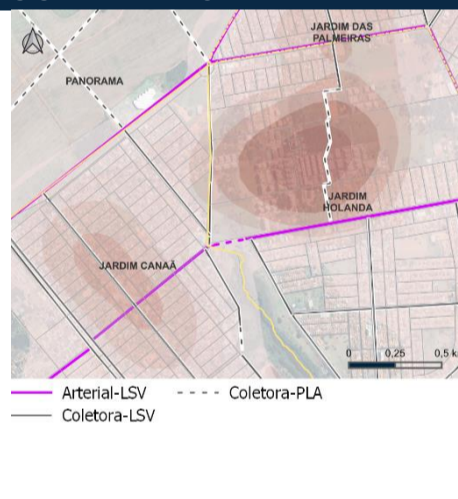 JARDIM DAS
PALMEIRAS
PANORAMA
JARDIM
HOLANDA
JARDIM CANAÃ
0 0,25 0,5 k
Arterial-LSV
Coletora-PLA
Coletora-LSV